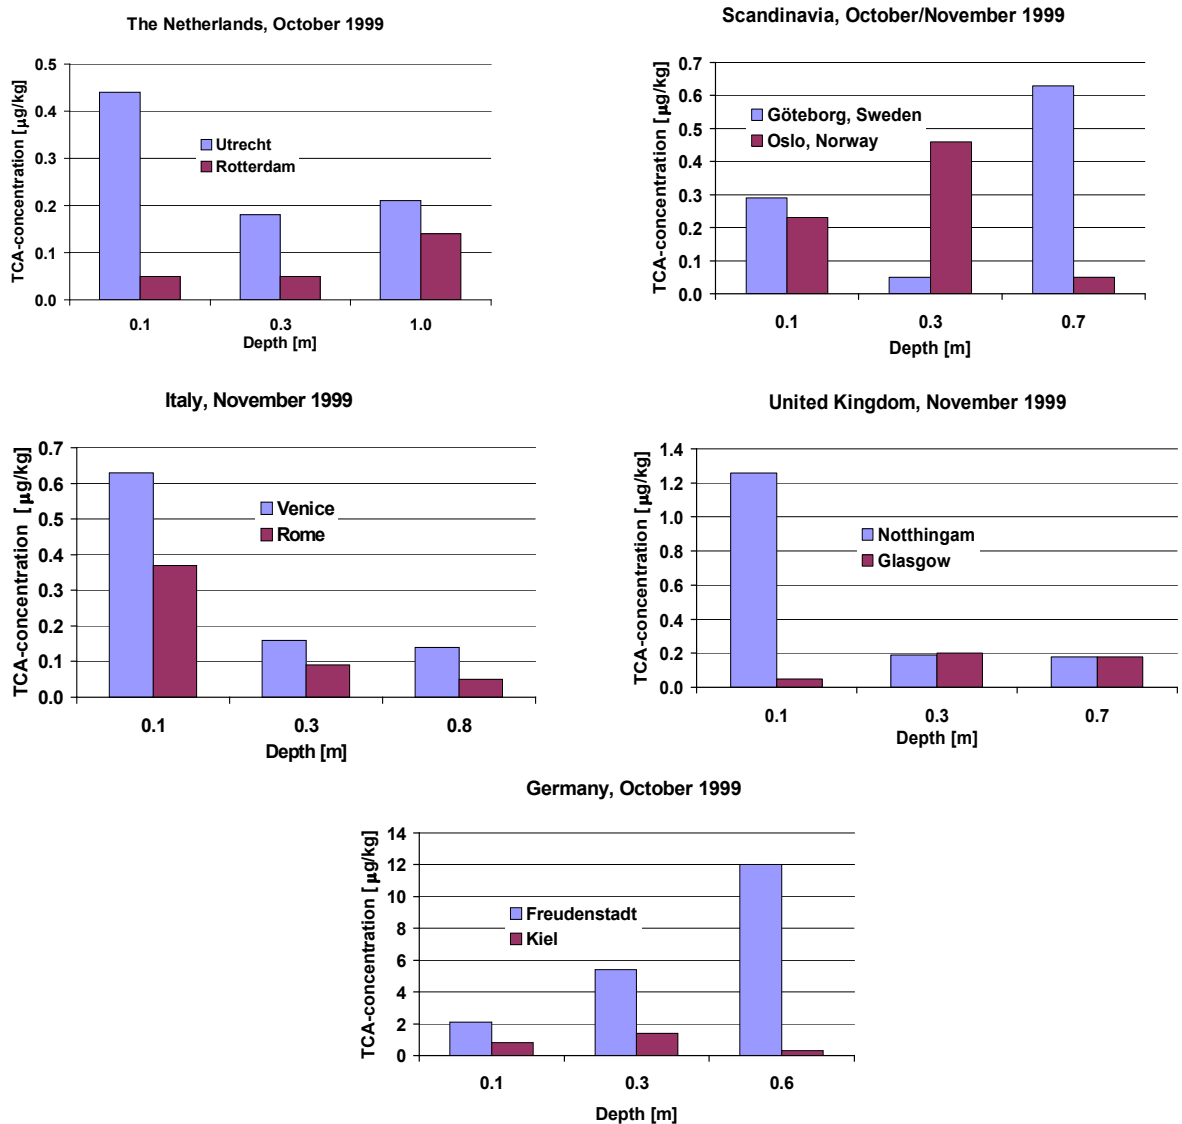 The Netherlands, October 1999
TCA-concentration [µg/kg]
0.5
0.4
0.3
0.2
0.1
0.0
Utrecht
Rotterdam
0.1 0.3 1.0
Depth [m]
Scandinavia, October/November 1999
TCA-concentration [µg/kg]
0.7
0.6
0.5
0.4
0.3
0.2
0.1
0.0
Göteborg, Sweden
Oslo, Norway
0.1 0.3 0.7
Depth [m]
Italy, November 1999
TCA-concentration [µg/kg]
0.7
0.6
0.5
0.4
0.3
0.2
0.1
0.0
Venice
Rome
0.1 0.3 0.8
Depth [m]
United Kingdom, November 1999
TCA-concentration [µg/kg]
1.4
1.2
1.0
0.8
0.6
0.4
0.2
0.0
Notthingam
Glasgow
0.1 0.3 0.7
Depth [m]
Germany, October 1999
TCA-concentration [µg/kg]
14
12
10
8
6
4
2
0
Freudenstadt
Kiel
0.1 0.3 0.6
Depth [m]